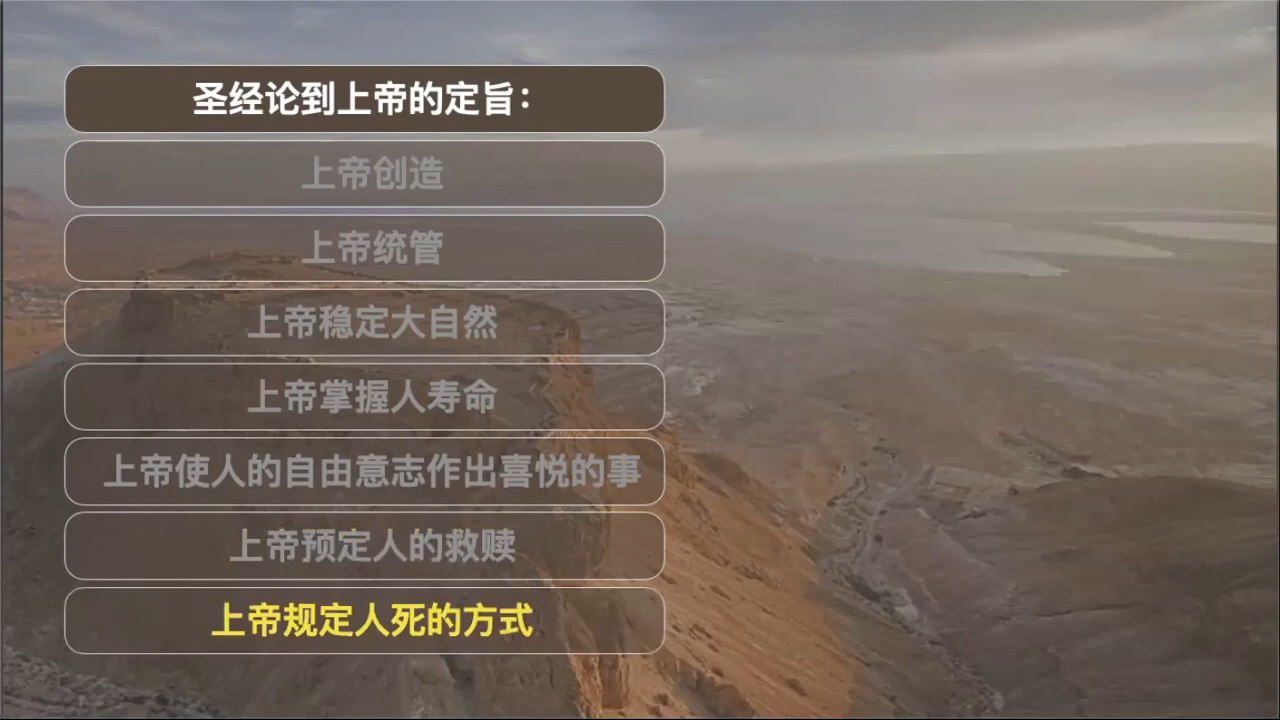 圣经论到上帝的定旨：
上帝创造
上帝统管
上帝稳定大自然
上帝掌握人寿命
上帝使人的自由意志作出喜悦的事
上帝预定人的救赎
上帝规定人死的方式